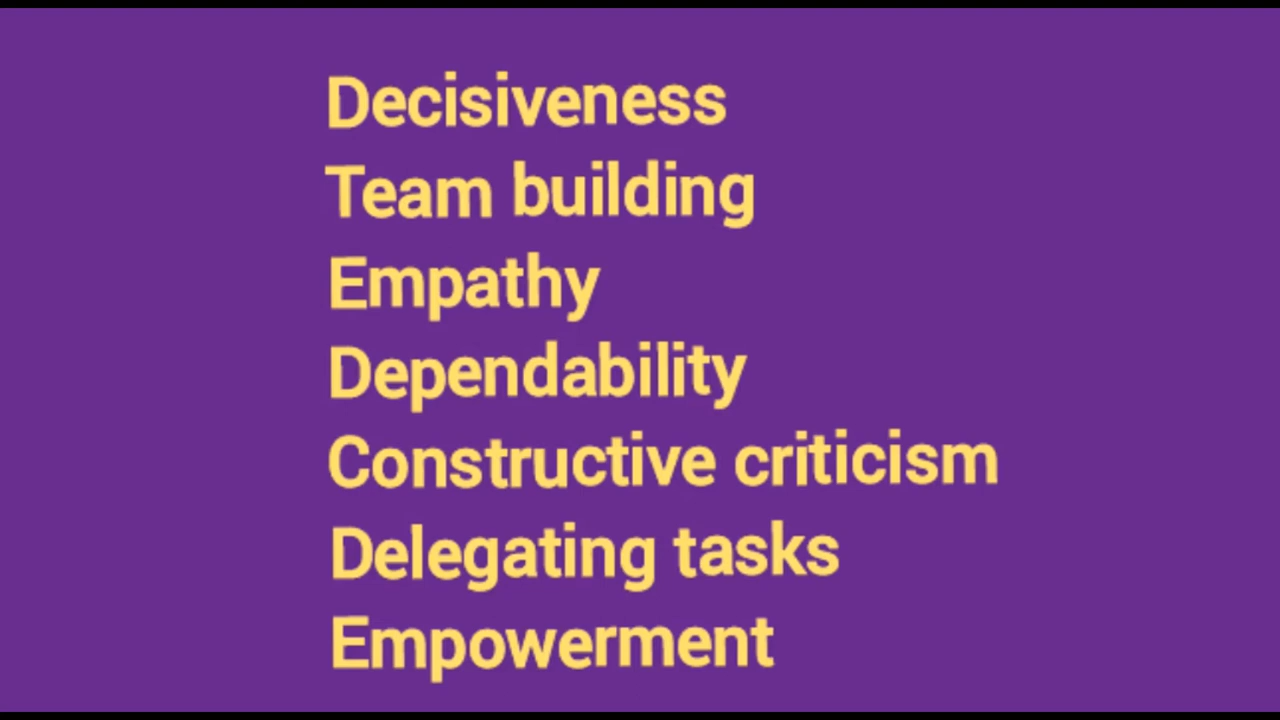 Decisiveness
Team building
Empathy
Dependability
Constructive criticism
Delegating tasks
Empowerment